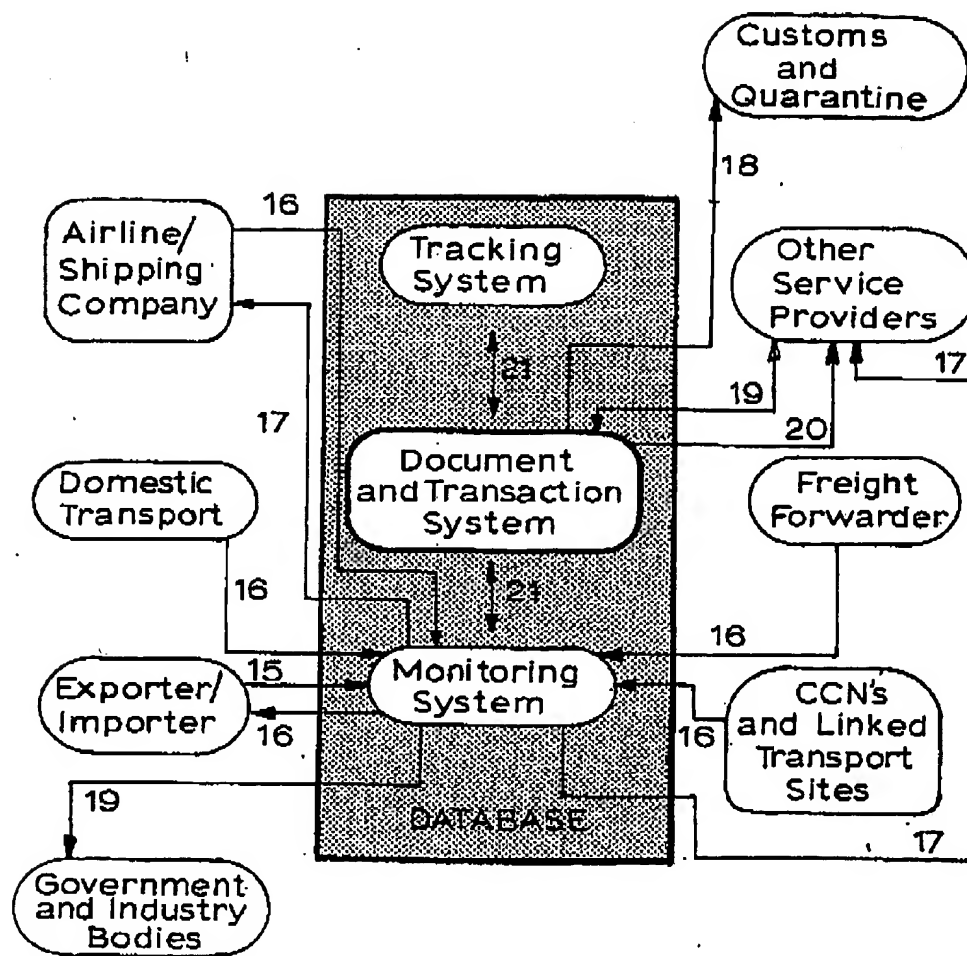 Customs
and
Quarantine
18
16
Airline/
Shipping
Company
Tracking
System
Other
Service
Providers
21
17
19
17
20
Domestic
Transport
Document
and Transaction
System
Freight
Forwarder
16
21
16
Exporter/
Importer
15
16
Monitoring
System
CCN's
and Linked
Transport
Sites
16
19
DATABASE
17
Government
and Industry
Bodies